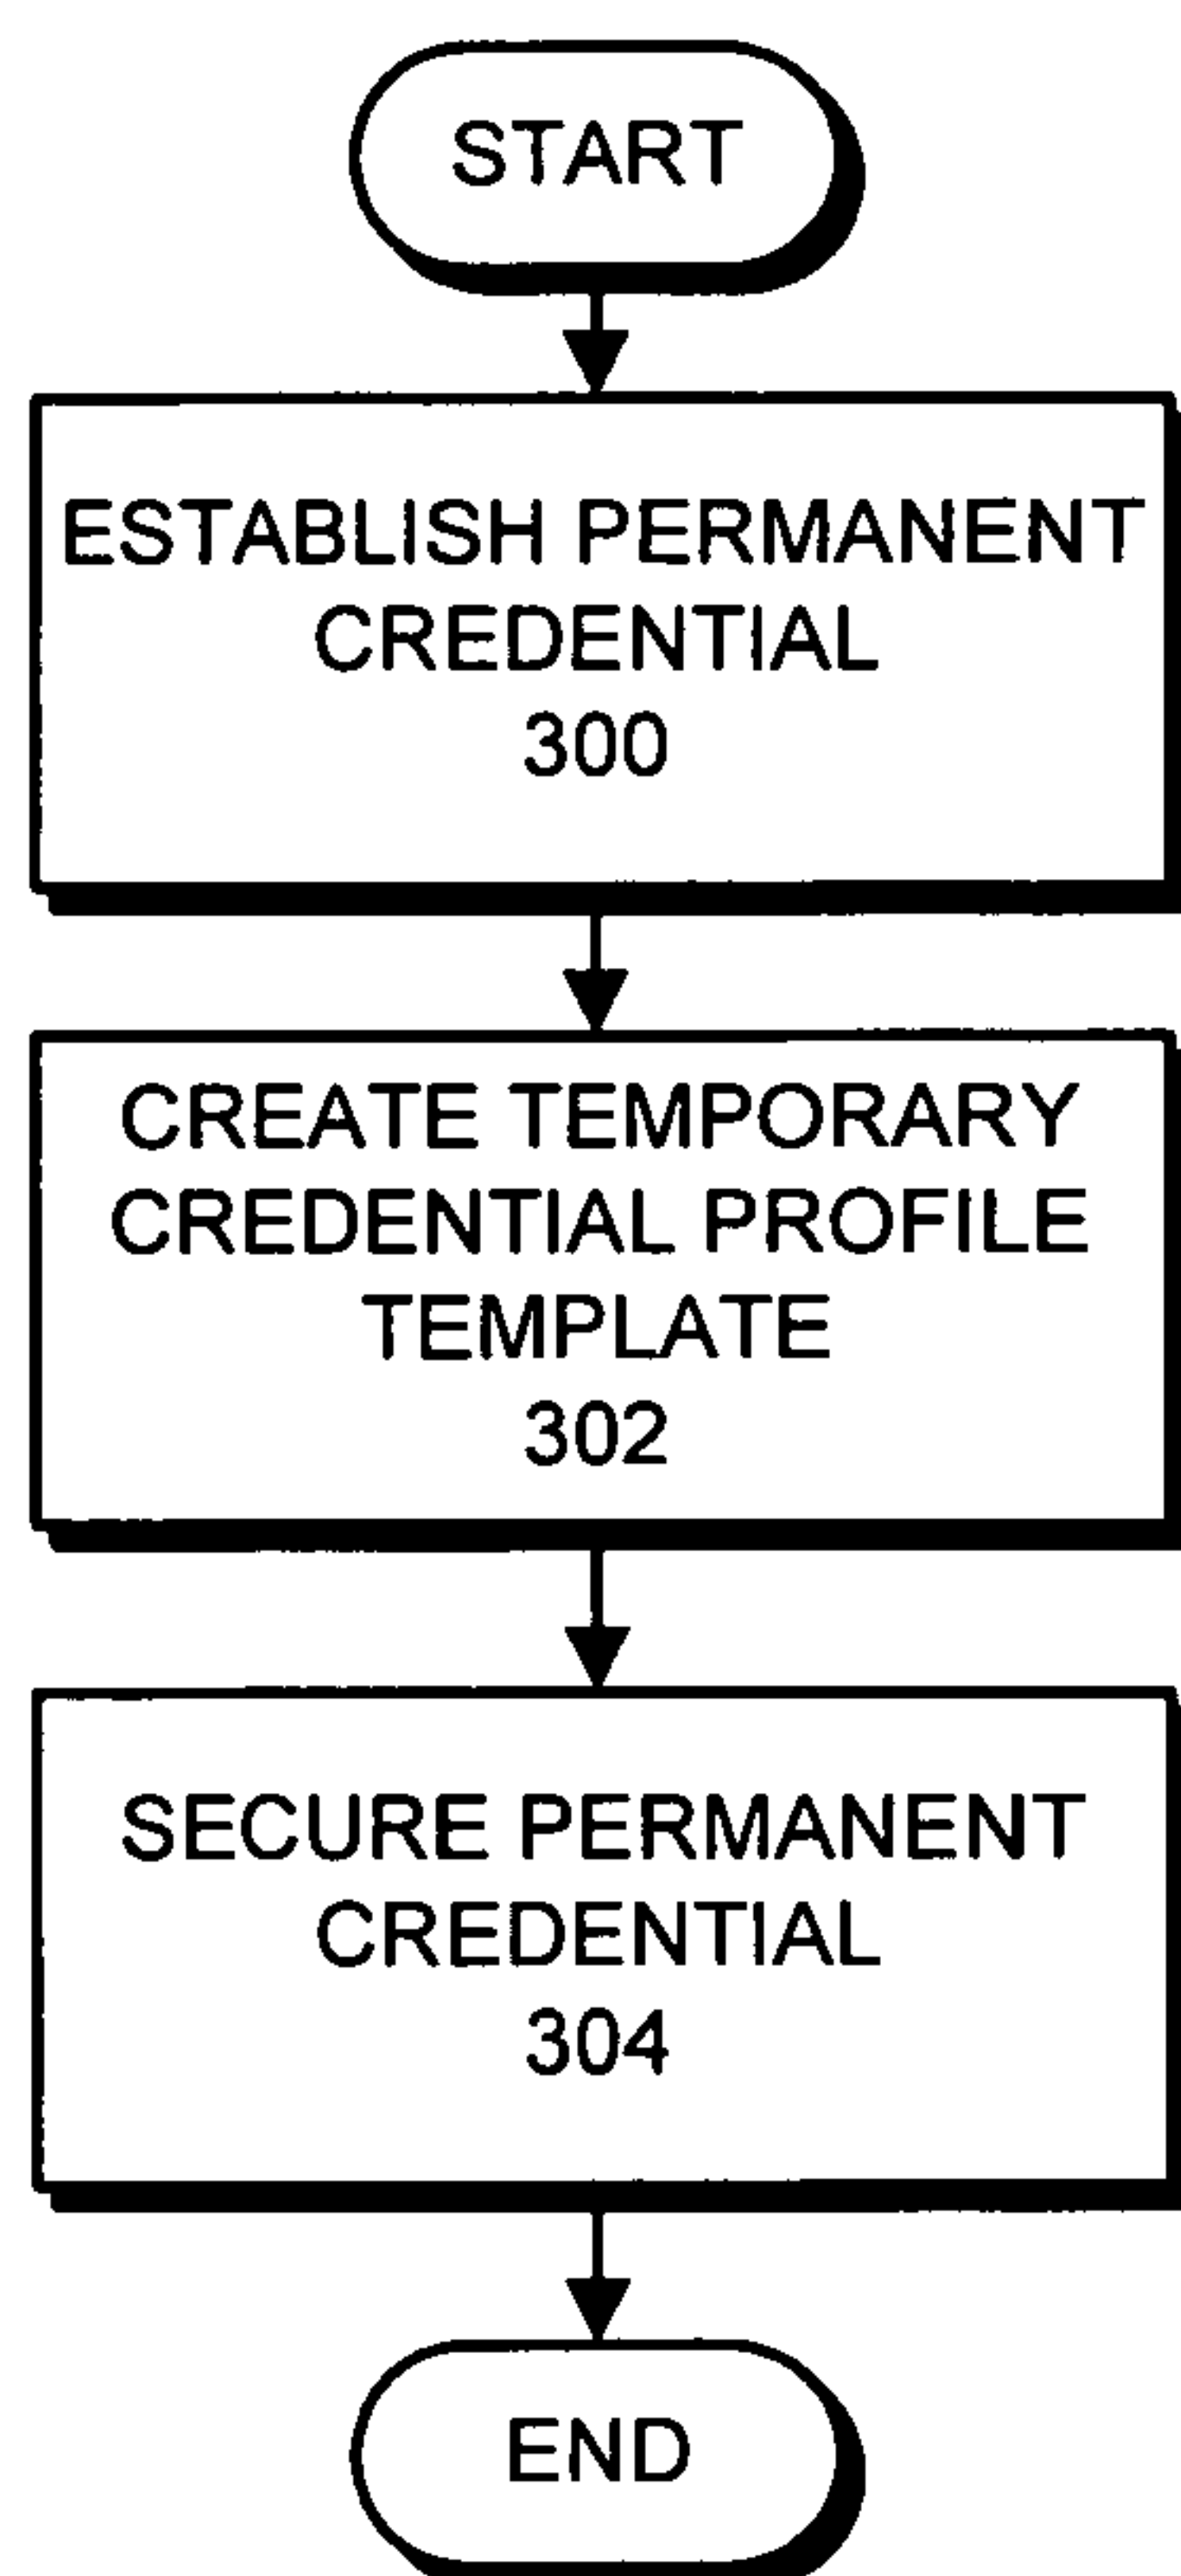 START
ESTABLISH PERMANENT
CREDENTIAL
300
CREATE TEMPORARY
CREDENTIAL PROFILE
TEMPLATE
302
SECURE PERMANENT
CREDENTIAL
304
END